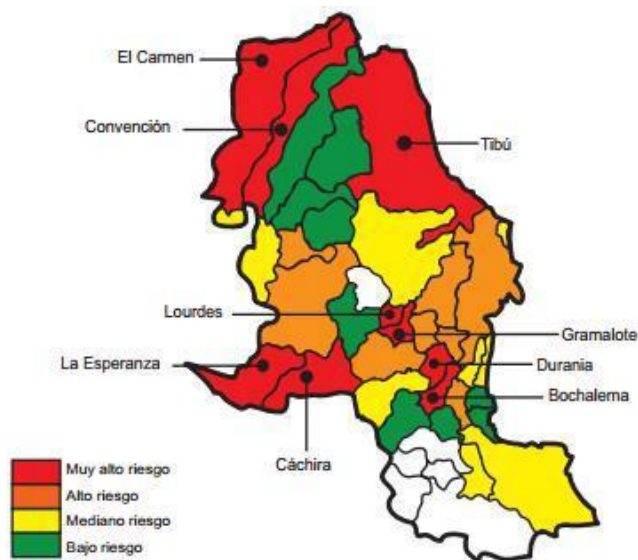 El Carmen
Convención
Tibú
Lourdes
Gramalote
La Esperanza
Durania
Bochalema
Cáchira
Muy alto riesgo
Alto riesgo
Mediano riesgo
Bajo riesgo